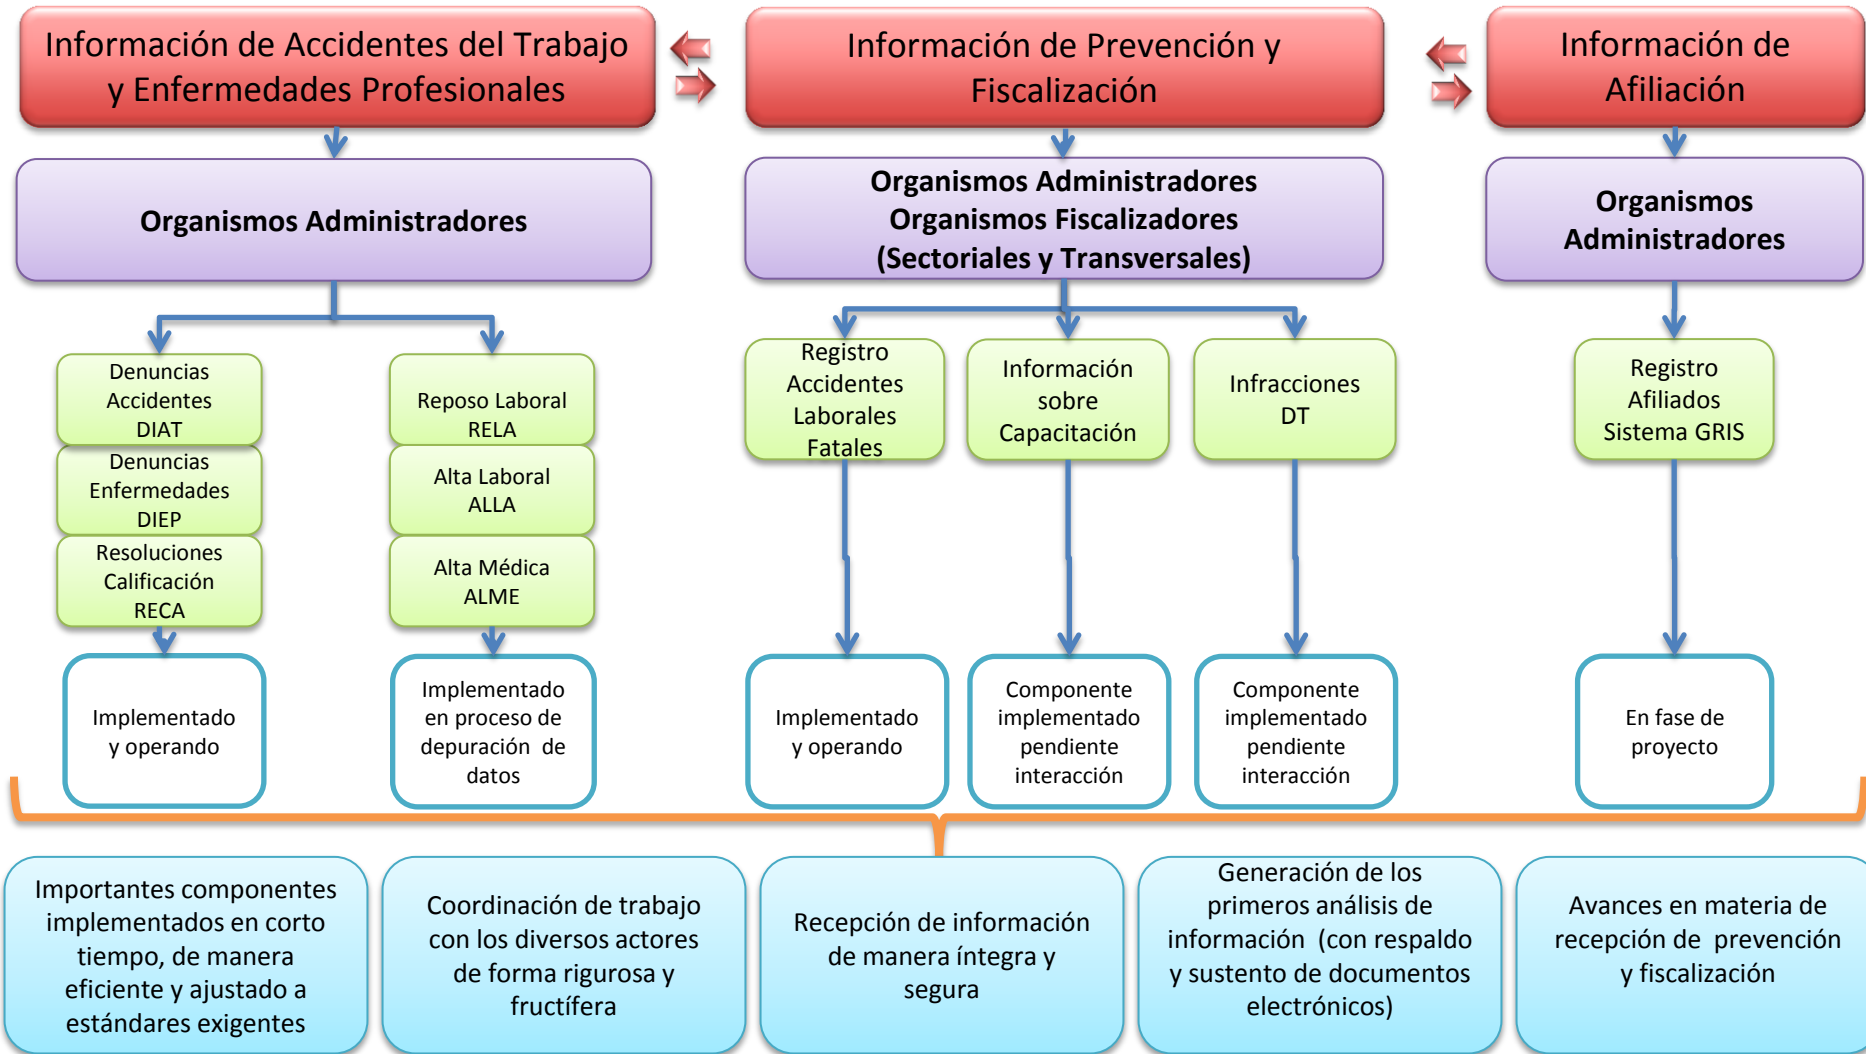 Información de Accidentes del Trabajo
y Enfermedades Profesionales
Información de Prevención y
Fiscalización
Información de
Afiliación
Organismos Administradores
Organismos Administradores
Organismos Fiscalizadores
(Sectoriales y Transversales)
Organismos
Administradores
Denuncias
Accidentes
DIAT
Denuncias
Enfermedades
DIEP
Resoluciones
Calificación
RECA
Reposo Laboral
RELA
Alta Laboral
ALLA
Alta Médica
ALME
Registro
Accidentes
Laborales
Fatales
Información
sobre
Capacitación
Infracciones
DT
Registro
Afiliados
Sistema GRIS
Implementado
y operando
Implementado
en proceso de
depuración de
datos
Implementado
y operando
Componente
implementado
pendiente
interacción
Componente
implementado
pendiente
interacción
En fase de
proyecto
Importantes componentes
implementados en corto
tiempo, de manera
eficiente y ajustado a
estándares exigentes
Coordinación de trabajo
con los diversos actores
de forma rigurosa y
fructífera
Recepción de información
de manera íntegra y
segura
Generación de los
primeros análisis de
información (con respaldo
y sustento de documentos
electrónicos)
Avances en materia de
recepción de prevención
y fiscalización